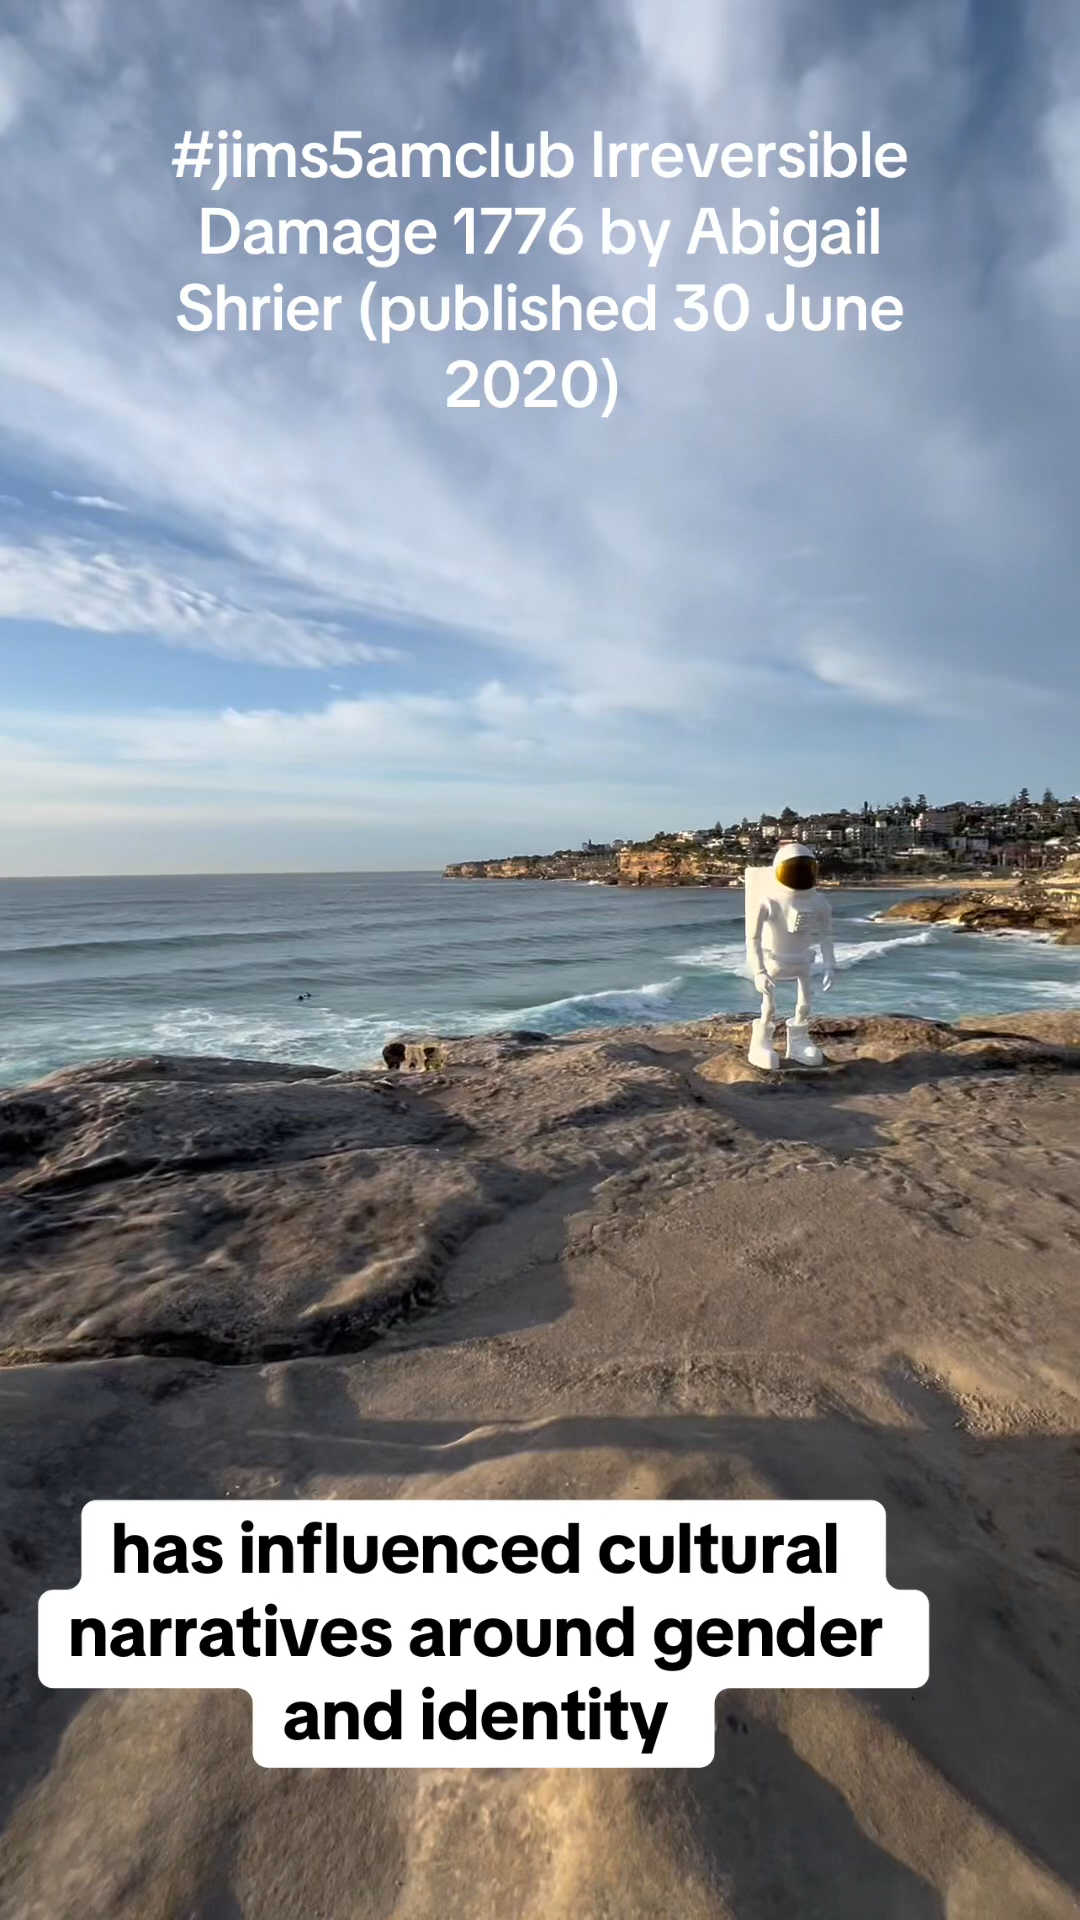 #jims5amclub Irreversible
Damage 1776 by Abigail
Shrier (published 30 June
2020)
has influenced cultural
narratives around gender
and identity